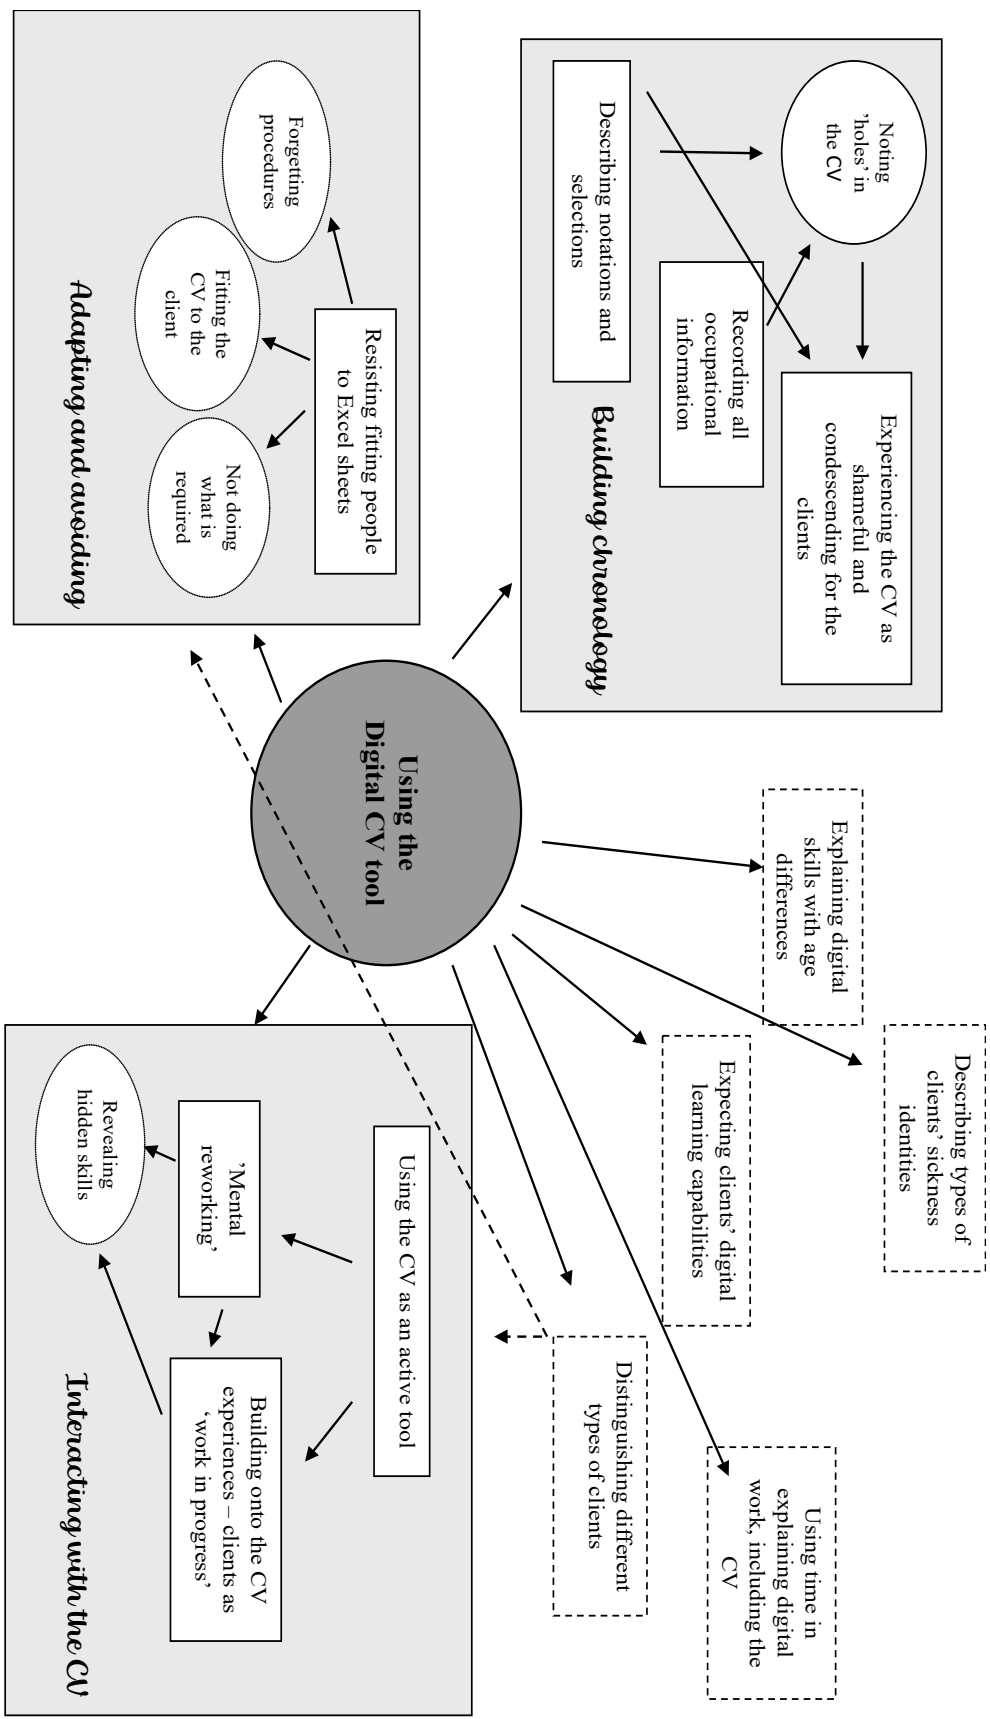 Noting
’holes’ in
the CV
Experiencing the CV as
shameful and
condescending for the
clients
Recording all
occupational
information
Describing notations and
selections
Building chronology
Describing types of
clients’ sickness
identities
Explaining digital
skills with age
differences
Using time in
explaining digital
work, including the
CV
Expecting clients’ digital
learning capabilities
Distinguishing different
types of clients
Using the
Digital CV tool
Resisting fitting people
to Excel sheets
Forgetting
procedures
Fitting the
CV to the
client
Not doing
what is
required
Adapting and avoiding
Using the CV as an active tool
’Mental
reworking’
Building onto the CV
experiences – clients as
‘work in progress’
Revealing
hidden skills
Interacting with the CV